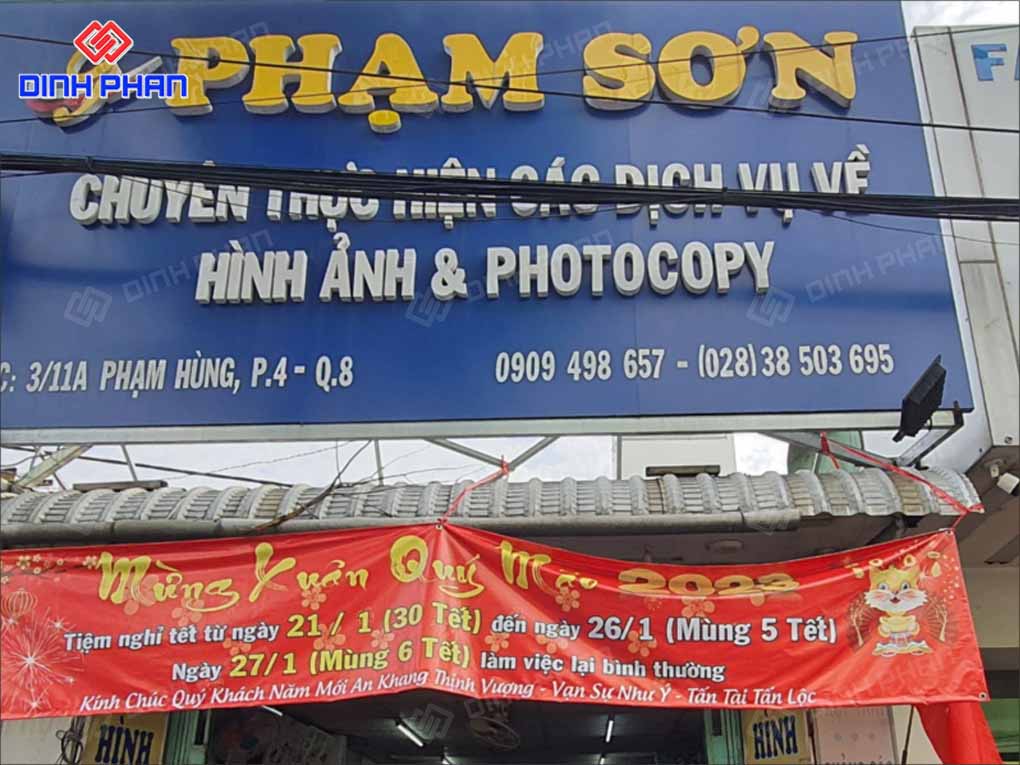 DINH PHAN
PHẠM SƠN
CHUYÊN THỰC HIỆN CÁC DỊCH VỤ VỀ
HÌNH ẢNH & PHOTOCOPY
C: 3/11A PHẠM HÙNG, P.4 - Q.8
0909 498 657 - (028)38 503 695
Mừng Xuân Quý Mão 2023
Tiệm nghỉ tết từ ngày 21 / 1 (30 Tết) đến ngày 26/1 (Mùng 5 Tết)
Ngày 27/1 (Mùng 6 Tết) làm việc lại bình thường
Kính Chúc Quý Khách Năm Mới An Khang Thịnh Vượng - Vạn Sự Như Ý - Tấn Tài Tấn Lộc
HÌNH
HÌNH